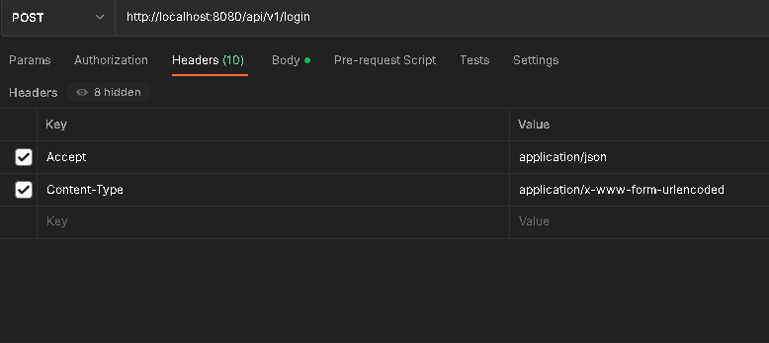 POST http://localhost:8080/api/v1/login
Params Authorization Headers (10) Body Pre-request Script Tests Settings
Headers 8 hidden
Key Value
Accept application/json
Content-Type application/x-www-form-urlencoded
Key Value